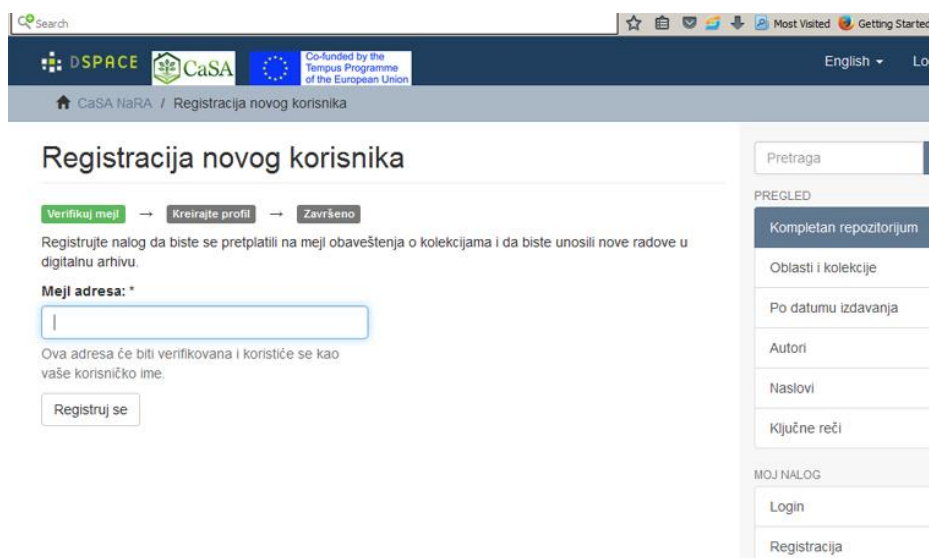 Search
Most Visited Getting Started
DSPACE CaSA Co-funded by the
Tempus Programme
of the European Union
English
CaSA NaRA / Registracija novog korisnika
Registracija novog korisnika
Verifikuj mejl → Kreirajte profil → Završeno
Registrujte nalog da biste se pretplatili na mejl obaveštenja o kolekcijama i da biste unosili nove radove u
digitalnu arhivu.
Mejl adresa: *
Ova adresa će biti verifikovana i koristiće se kao
vaše korisničko ime.
Registruj se
Pretraga
PREGLED
Kompletan repozitorijum
Oblasti i kolekcije
Po datumu izdavanja
Autori
Naslovi
Ključne reči
MOJ NALOG
Login
Registracija